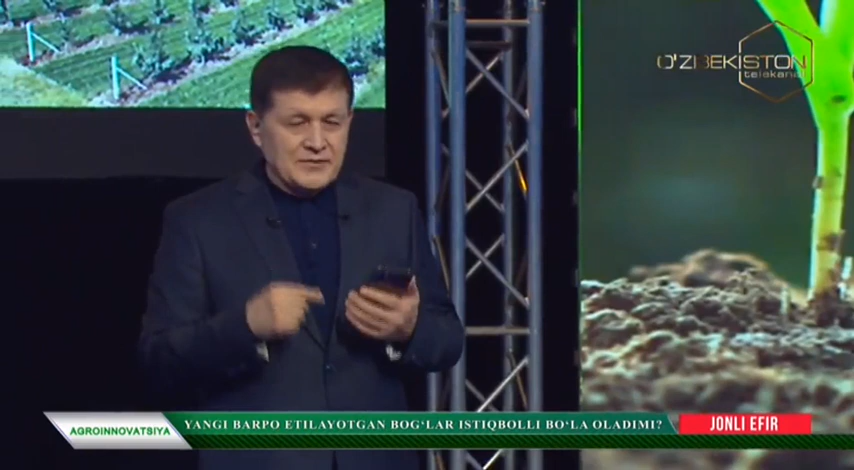 O'ZBEKISTON
telekanali
AGROINNOVATSIYA
YANGI BARPO ETILAYOTGAN BOG‘LAR ISTIQBOLLI BO‘LA OLADIMI?
JONLI EFIR